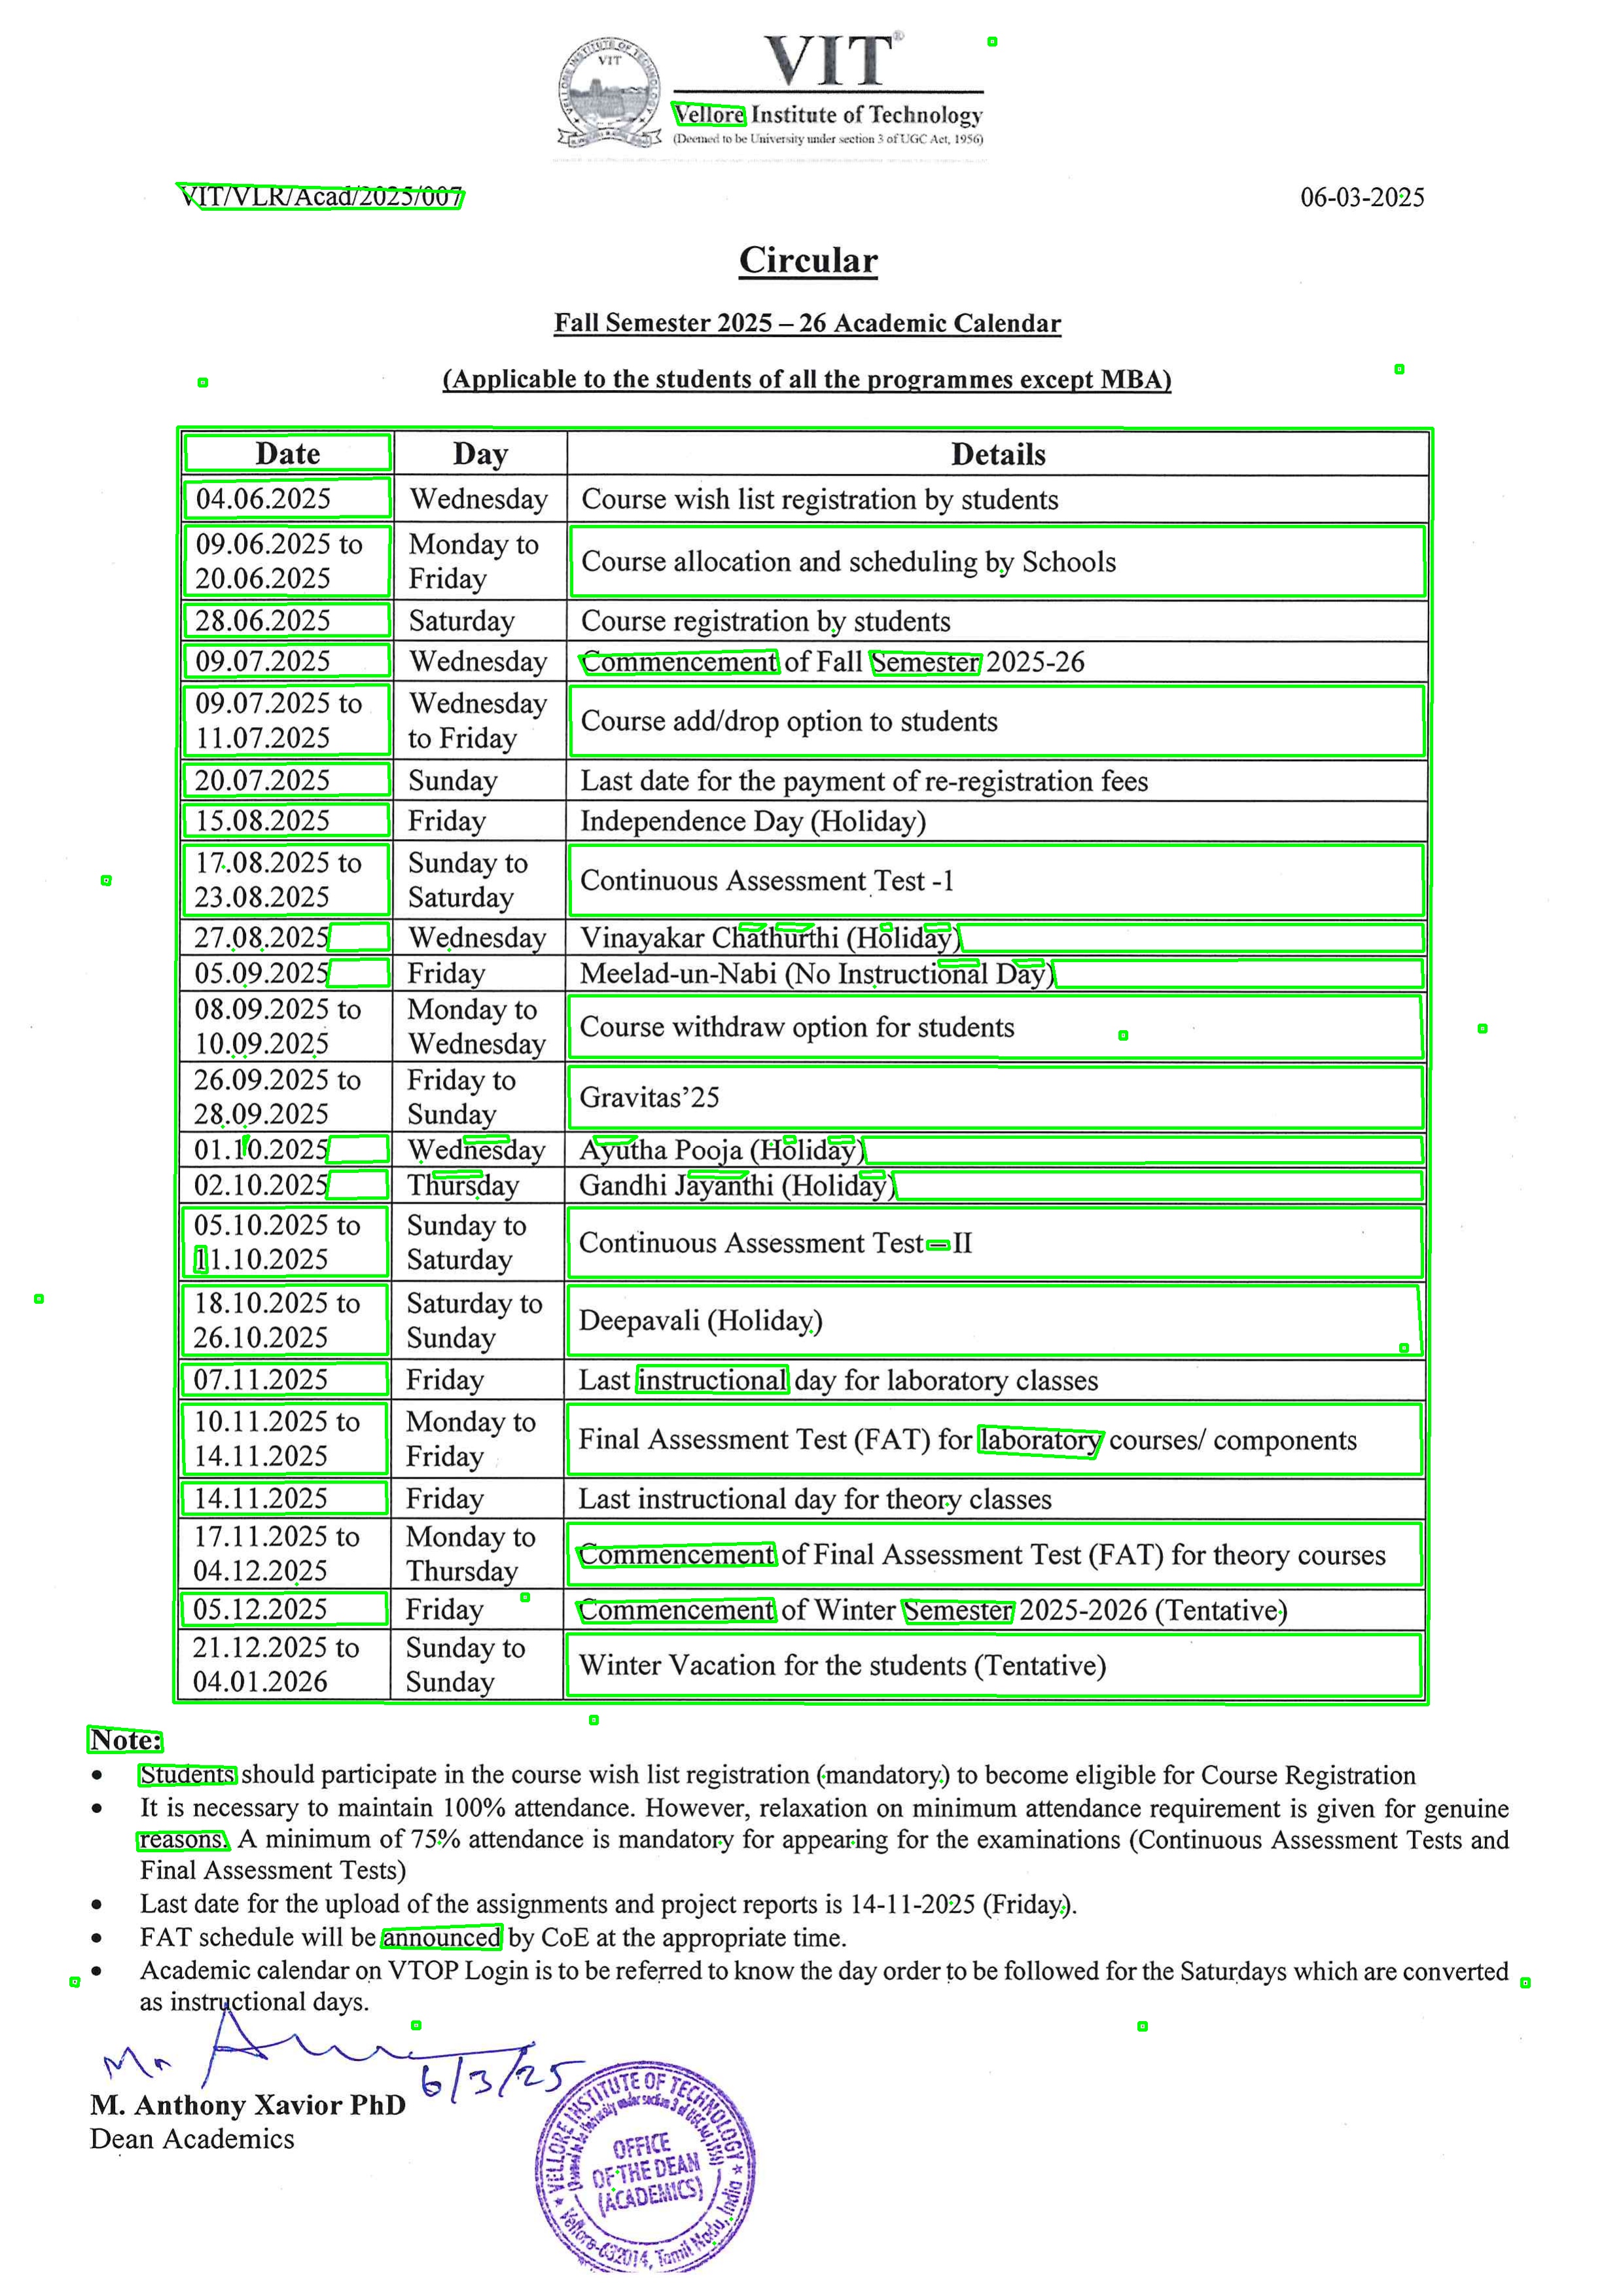 VIT®
Vellore Institute of Technology
(Deemed to be University under section 3 of UGC Act, 1956)
VIT/VLR/Acad/2025/007 06-03-2025
Circular
Fall Semester 2025 – 26 Academic Calendar
(Applicable to the students of all the programmes except MBA)
Date Day Details
04.06.2025 Wednesday Course wish list registration by students
09.06.2025 to 20.06.2025 Monday to Friday Course allocation and scheduling by Schools
28.06.2025 Saturday Course registration by students
09.07.2025 Wednesday Commencement of Fall Semester 2025-26
09.07.2025 to 11.07.2025 Wednesday to Friday Course add/drop option to students
20.07.2025 Sunday Last date for the payment of re-registration fees
15.08.2025 Friday Independence Day (Holiday)
17.08.2025 to 23.08.2025 Sunday to Saturday Continuous Assessment Test -1
27.08.2025 Wednesday Vinayakar Chathurthi (Holiday)
05.09.2025 Friday Meelad-un-Nabi (No Instructional Day)
08.09.2025 to 10.09.2025 Monday to Wednesday Course withdraw option for students
26.09.2025 to 28.09.2025 Friday to Sunday Gravitas’25
01.10.2025 Wednesday Ayutha Pooja (Holiday)
02.10.2025 Thursday Gandhi Jayanthi (Holiday)
05.10.2025 to 11.10.2025 Sunday to Saturday Continuous Assessment Test – II
18.10.2025 to 26.10.2025 Saturday to Sunday Deepavali (Holiday)
07.11.2025 Friday Last instructional day for laboratory classes
10.11.2025 to 14.11.2025 Monday to Friday Final Assessment Test (FAT) for laboratory courses/ components
14.11.2025 Friday Last instructional day for theory classes
17.11.2025 to 04.12.2025 Monday to Thursday Commencement of Final Assessment Test (FAT) for theory courses
05.12.2025 Friday Commencement of Winter Semester 2025-2026 (Tentative)
21.12.2025 to 04.01.2026 Sunday to Sunday Winter Vacation for the students (Tentative)
Note:
• Students should participate in the course wish list registration (mandatory) to become eligible for Course Registration
• It is necessary to maintain 100% attendance. However, relaxation on minimum attendance requirement is given for genuine
reasons. A minimum of 75% attendance is mandatory for appearing for the examinations (Continuous Assessment Tests and
Final Assessment Tests)
• Last date for the upload of the assignments and project reports is 14-11-2025 (Friday).
• FAT schedule will be announced by CoE at the appropriate time.
• Academic calendar on VTOP Login is to be referred to know the day order to be followed for the Saturdays which are converted
as instructional days.
6/3/25
M. Anthony Xavior PhD
Dean Academics
VELLORE INSTITUTE OF TECHNOLOGY
OFFICE
OF THE DEAN
(ACADEMICS)
Vellore-632014, Tamil Nadu, India